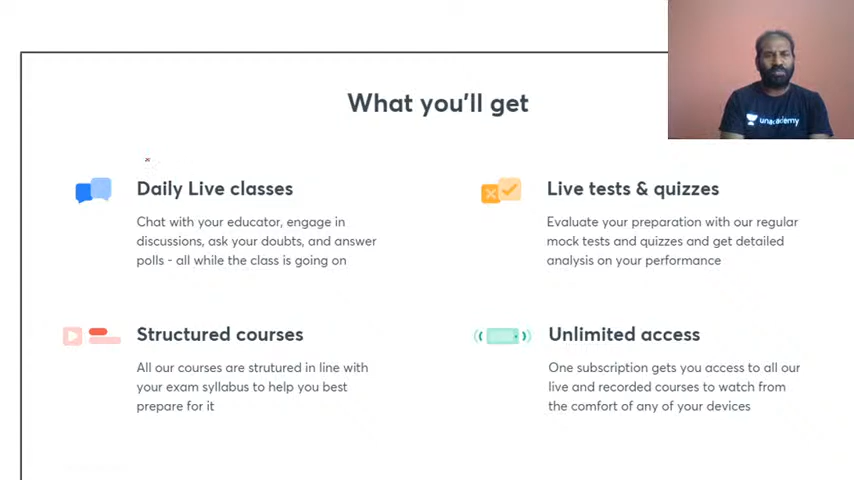 What you'll get
unacademy
Daily Live classes
Chat with your educator, engage in
discussions, ask your doubts, and answer
polls - all while the class is going on
Live tests & quizzes
Evaluate your preparation with our regular
mock tests and quizzes and get detailed
analysis on your performance
Structured courses
All our courses are strutured in line with
your exam syllabus to help you best
prepare for it
Unlimited access
One subscription gets you access to all our
live and recorded courses to watch from
the comfort of any of your devices